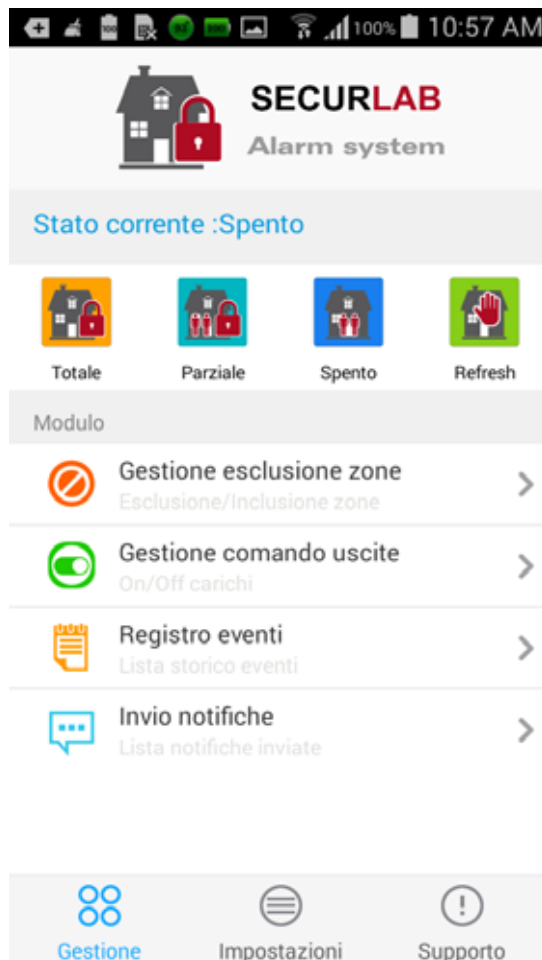 100% 10:57 AM
SECURLAB
Alarm system
Stato corrente :Spento
Totale Parziale Spento Refresh
Modulo
Gestione esclusione zone
Esclusione/Inclusione zone
Gestione comando uscite
On/Off carichi
Registro eventi
Lista storico eventi
Invio notifiche
Lista notifiche inviate
Gestione Impostazioni Supporto